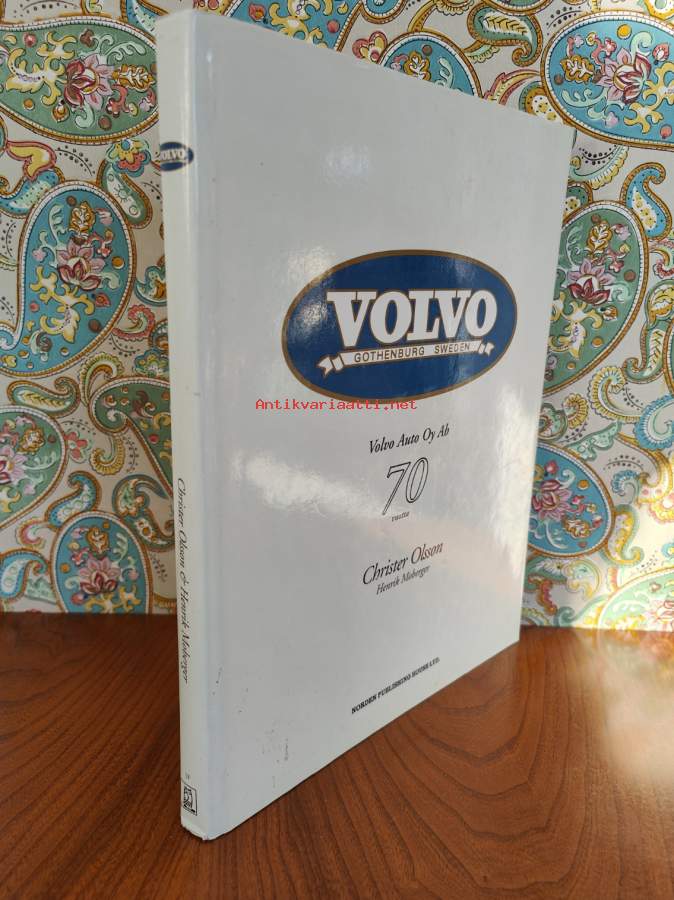 VOLVO
VOLVO
GOTHENBURG SWEDEN
Antikvariaatti.net
Volvo Auto Oy Ab
70
vuotta
Christer Olsson
Henrik Moberger
NORDEN PUBLISHING HOUSE LTD.
Christer Olsson & Henrik Moberger